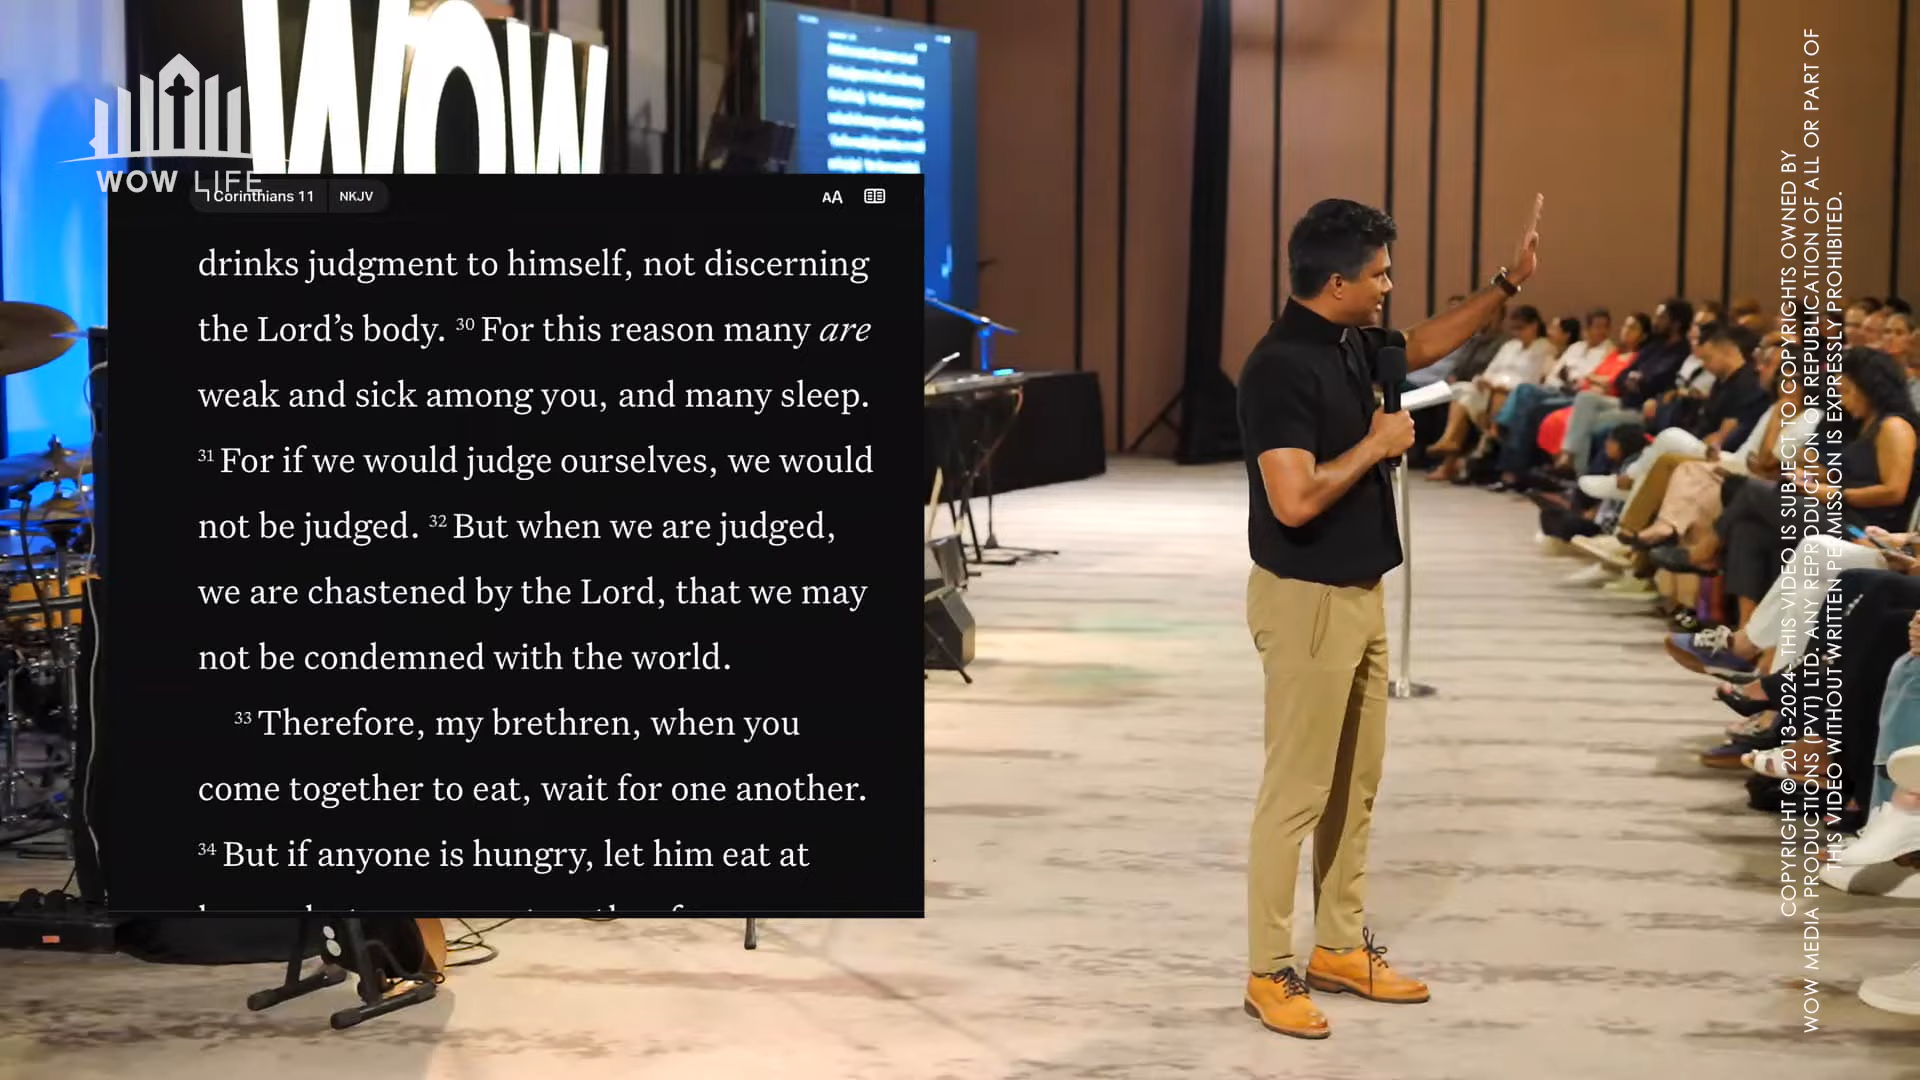 WOW
WOW LIFE
1 Corinthians 11 NKJV AA
drinks judgment to himself, not discerning
the Lord’s body. 30 For this reason many are
weak and sick among you, and many sleep.
31 For if we would judge ourselves, we would
not be judged. 32 But when we are judged,
we are chastened by the Lord, that we may
not be condemned with the world.
33 Therefore, my brethren, when you
come together to eat, wait for one another.
34 But if anyone is hungry, let him eat at
COPYRIGHT © 2013-2024- THIS VIDEO IS SUBJECT TO COPYRIGHTS OWNED BY
WOW MEDIA PRODUCTIONS (PVT) LTD. ANY REPRODUCTION OR REPUBLICATION OF ALL OR PART OF
THIS VIDEO WITHOUT WRITTEN PERMISSION IS EXPRESSLY PROHIBITED.